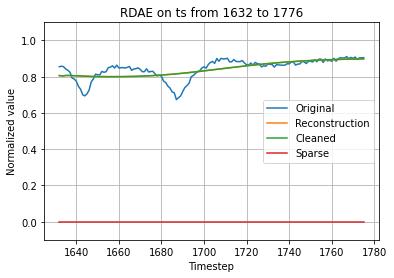 RDAE on ts from 1632 to 1776
1.0
0.8
0.6
0.4
0.2
0.0
Normalized value
Original
Reconstruction
Cleaned
Sparse
1640 1660 1680 1700 1720 1740 1760 1780
Timestep